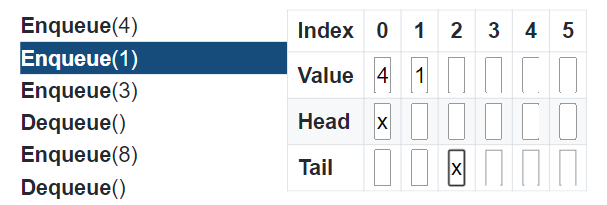 Enqueue(4)
Enqueue(1)
Enqueue(3)
Dequeue()
Enqueue(8)
Dequeue()
Index 0 1 2 3 4 5
Value 4 1
Head x
Tail x